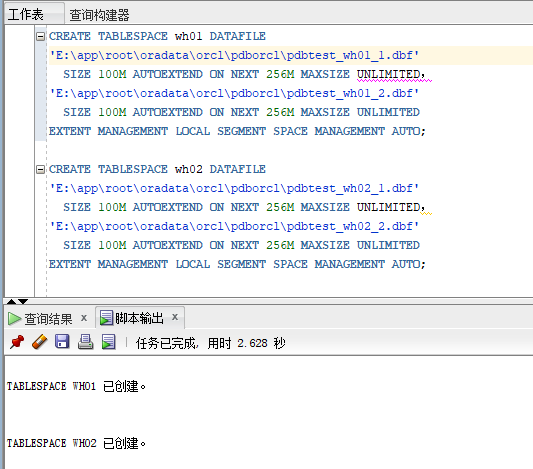 工作表 查询构建器
CREATE TABLESPACE wh01 DATAFILE
'E:\app\root\oradata\orcl\pdborcl\pdbtest_wh01_1.dbf'
SIZE 100M AUTOEXTEND ON NEXT 256M MAXSIZE UNLIMITED，
'E:\app\root\oradata\orcl\pdborcl\pdbtest_wh01_2.dbf'
SIZE 100M AUTOEXTEND ON NEXT 256M MAXSIZE UNLIMITED
EXTENT MANAGEMENT LOCAL SEGMENT SPACE MANAGEMENT AUTO;
CREATE TABLESPACE wh02 DATAFILE
'E:\app\root\oradata\orcl\pdborcl\pdbtest_wh02_1.dbf'
SIZE 100M AUTOEXTEND ON NEXT 256M MAXSIZE UNLIMITED，
'E:\app\root\oradata\orcl\pdborcl\pdbtest_wh02_2.dbf'
SIZE 100M AUTOEXTEND ON NEXT 256M MAXSIZE UNLIMITED
EXTENT MANAGEMENT LOCAL SEGMENT SPACE MANAGEMENT AUTO;
查询结果 x 脚本输出 x
任务已完成, 用时 2.628 秒
TABLESPACE WH01 已创建。
TABLESPACE WH02 已创建。